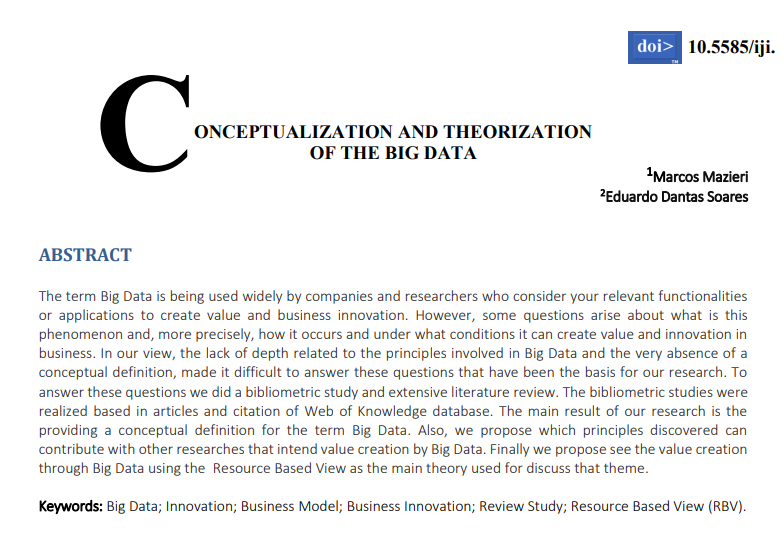 doi> 10.5585/iji.
TM
CONCEPTUALIZATION AND THEORIZATION
OF THE BIG DATA
1Marcos Mazieri
2Eduardo Dantas Soares
ABSTRACT
The term Big Data is being used widely by companies and researchers who consider your relevant functionalities
or applications to create value and business innovation. However, some questions arise about what is this
phenomenon and, more precisely, how it occurs and under what conditions it can create value and innovation in
business. In our view, the lack of depth related to the principles involved in Big Data and the very absence of a
conceptual definition, made it difficult to answer these questions that have been the basis for our research. To
answer these questions we did a bibliometric study and extensive literature review. The bibliometric studies were
realized based in articles and citation of Web of Knowledge database. The main result of our research is the
providing a conceptual definition for the term Big Data. Also, we propose which principles discovered can
contribute with other researches that intend value creation by Big Data. Finally we propose see the value creation
through Big Data using the Resource Based View as the main theory used for discuss that theme.
Keywords: Big Data; Innovation; Business Model; Business Innovation; Review Study; Resource Based View (RBV).